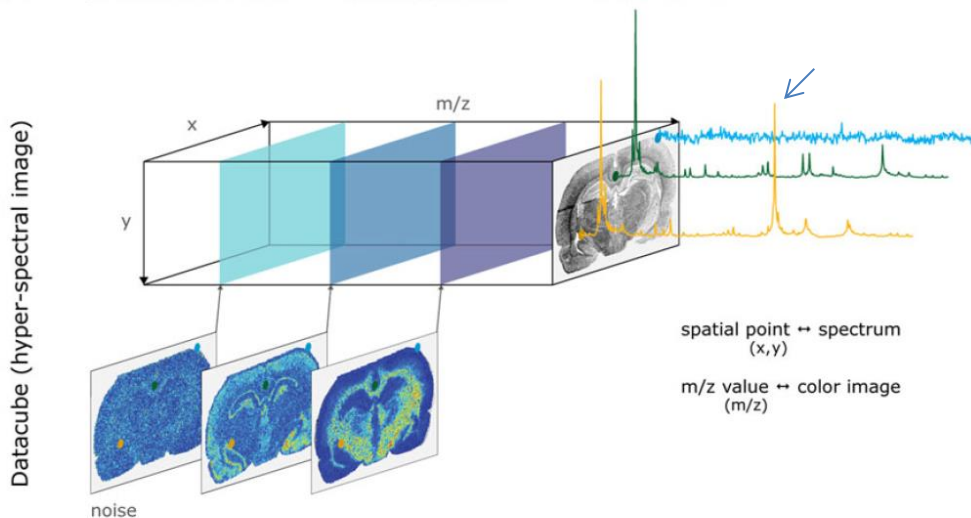 Datacube (hyper-spectral image)
m/z
x
y
spatial point ↔ spectrum
(x,y)
m/z value ↔ color image
(m/z)
noise